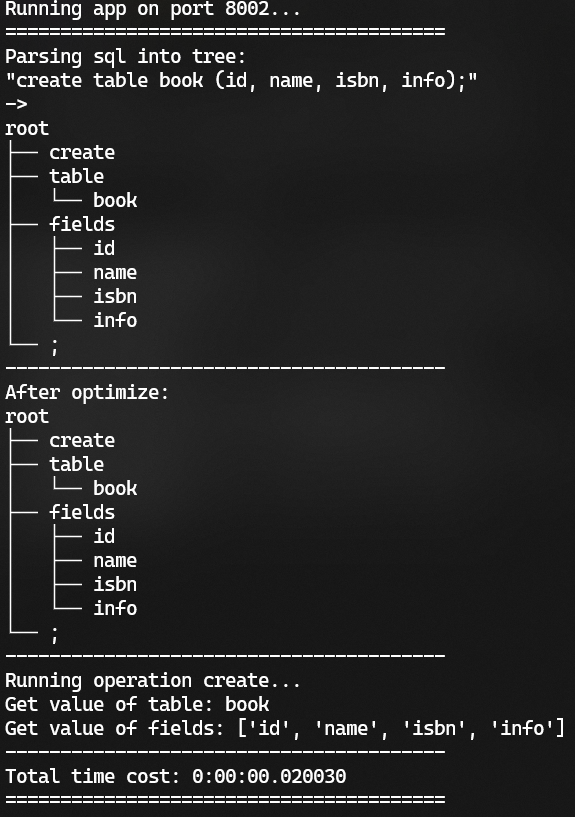 Running app on port 8002...
========================================
Parsing sql into tree:
"create table book (id, name, isbn, info);"
->
root
├── create
├── table
│   └── book
├── fields
│   ├── id
│   ├── name
│   ├── isbn
│   └── info
└── ;
----------------------------------------
After optimize:
root
├── create
├── table
│   └── book
├── fields
│   ├── id
│   ├── name
│   ├── isbn
│   └── info
└── ;
----------------------------------------
Running operation create...
Get value of table: book
Get value of fields: ['id', 'name', 'isbn', 'info']
----------------------------------------
Total time cost: 0:00:00.020030
========================================